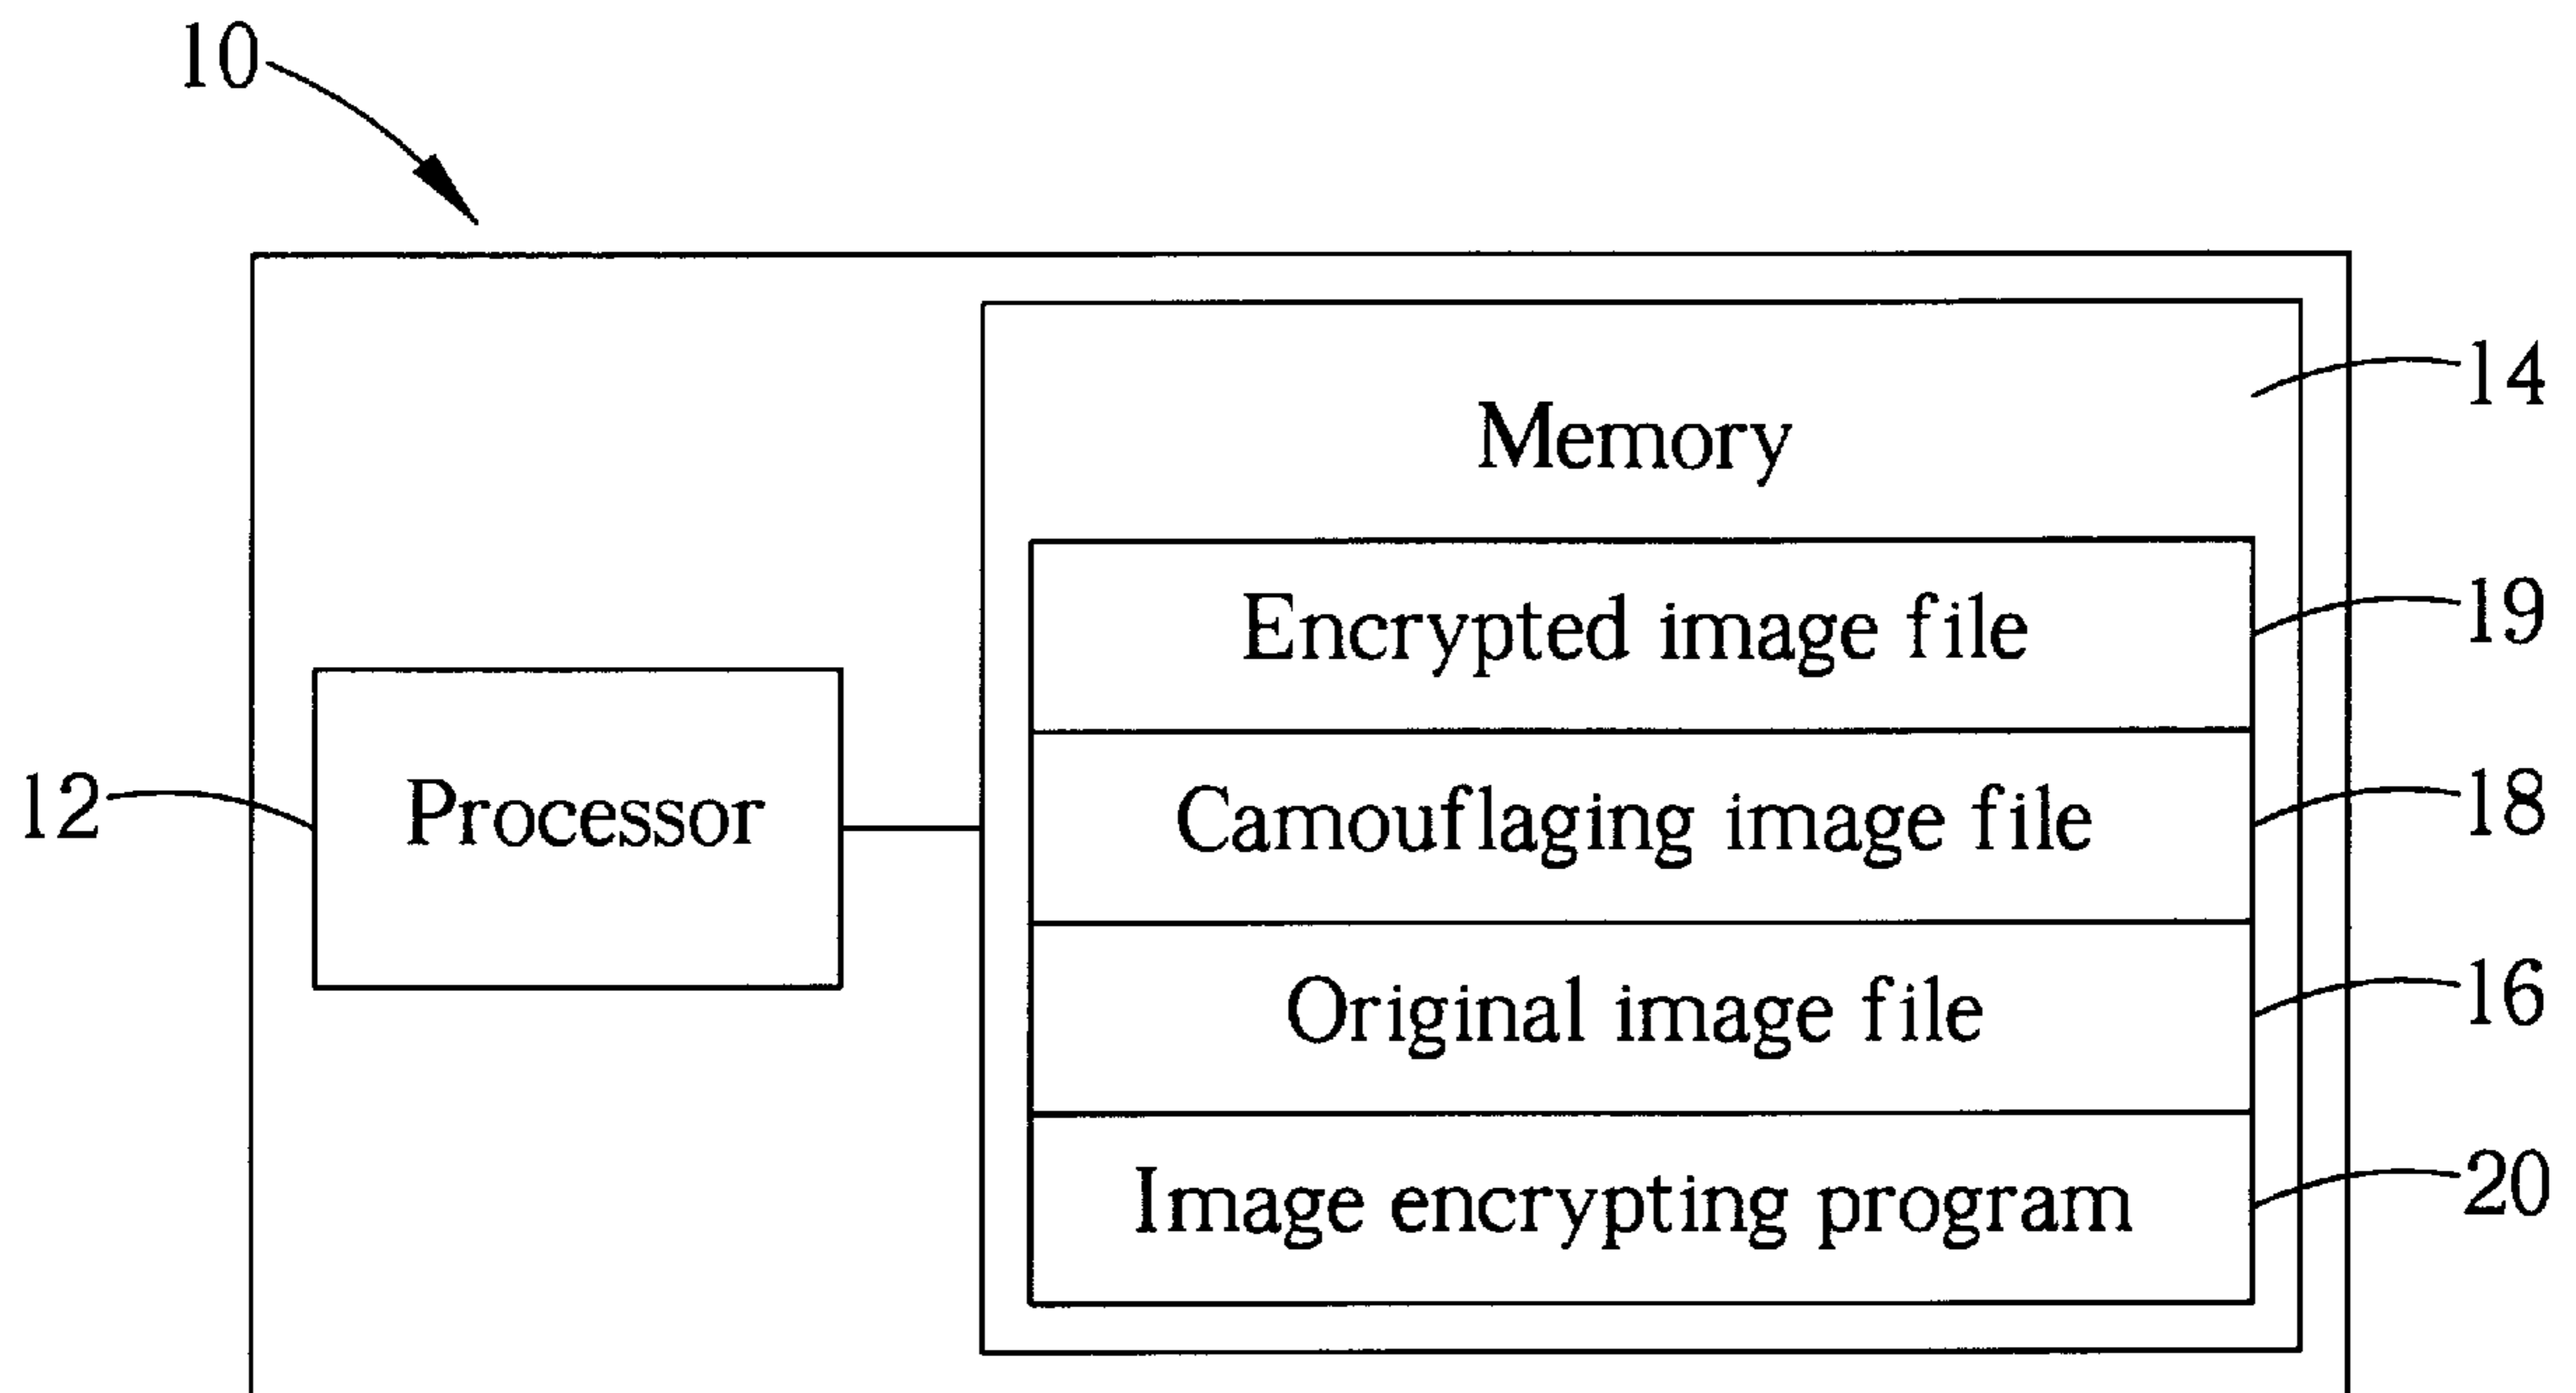 10
14
Memory
Encrypted image file
19
12
Processor
Camouflaging image file
18
Original image file
16
Image encrypting program
20